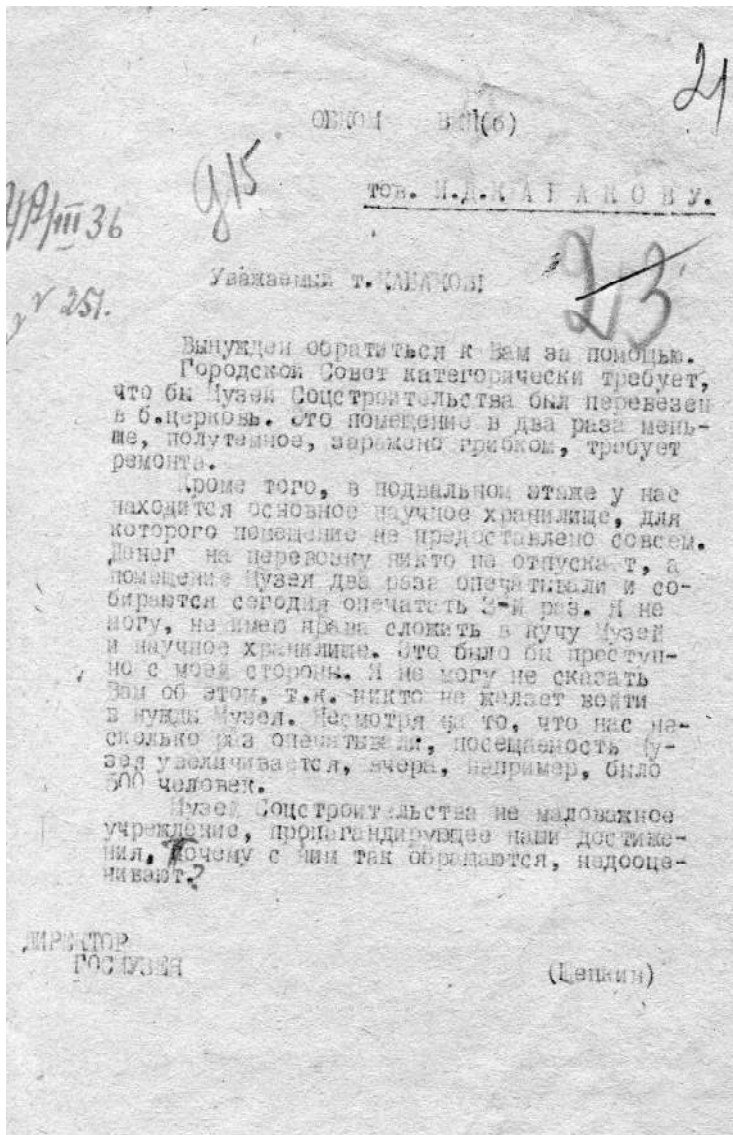 21
ОБКОМ ВКП(б)
915
тов. И.Д.КАБАКОВУ.
III 36
Уважаемый т.КАБАКОВ!
23
251.
Вынужден обратиться к Вам за помощью.
Городской Совет категорически требует,
что бы Музей Соцстроительства был перевезен
в б.церковь. Это помещение в два раза мень-
ше, полутемное, заражено грибком, требует
ремонта.
Кроме того, в подвальном этаже у нас
находится основное научное хранилище, для
которого помещение не предоставлено совсем.
Денег на перевозку никто не отпускает, а
помещение Музея два раза опечатывали и со-
бираются сегодня опечатать 3-й раз. Я не
могу, не имею права сложить в кучу Музей
и научное хранилище. Это было бы преступ-
но с моей стороны. Я не могу не сказать
Вам об этом, т.к. никто не желает войти
в нужды Музея. Несмотря на то, что нас не-
сколько раз опечатывали, посещаемость Му-
зея увеличивается, вчера, например, было
500 человек.
Музей Соцстроительства не маловажное
учреждение, пропагандирующее наши достиже-
ния, Почему с ним так обращаются, недооце-
нивают?
ДИРЕКТОР
ГОСМУЗЕЯ
(Цепкин)